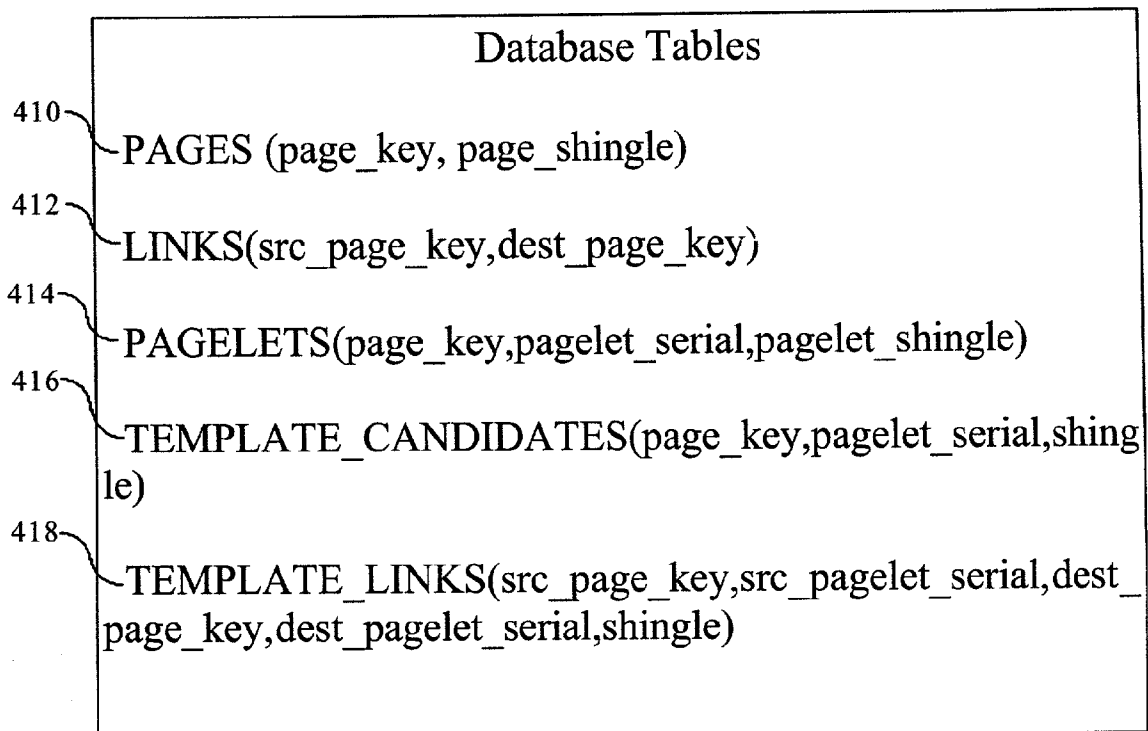 Database Tables
410
PAGES (page_key, page_shingle)
412
LINKS(src_page_key,dest_page_key)
414
PAGELETS(page_key,pagelet_serial,pagelet_shingle)
416
TEMPLATE_CANDIDATES(page_key,pagelet_serial,shing
le)
418
TEMPLATE_LINKS(src_page_key,src_pagelet_serial,dest_
page_key,dest_pagelet_serial,shingle)